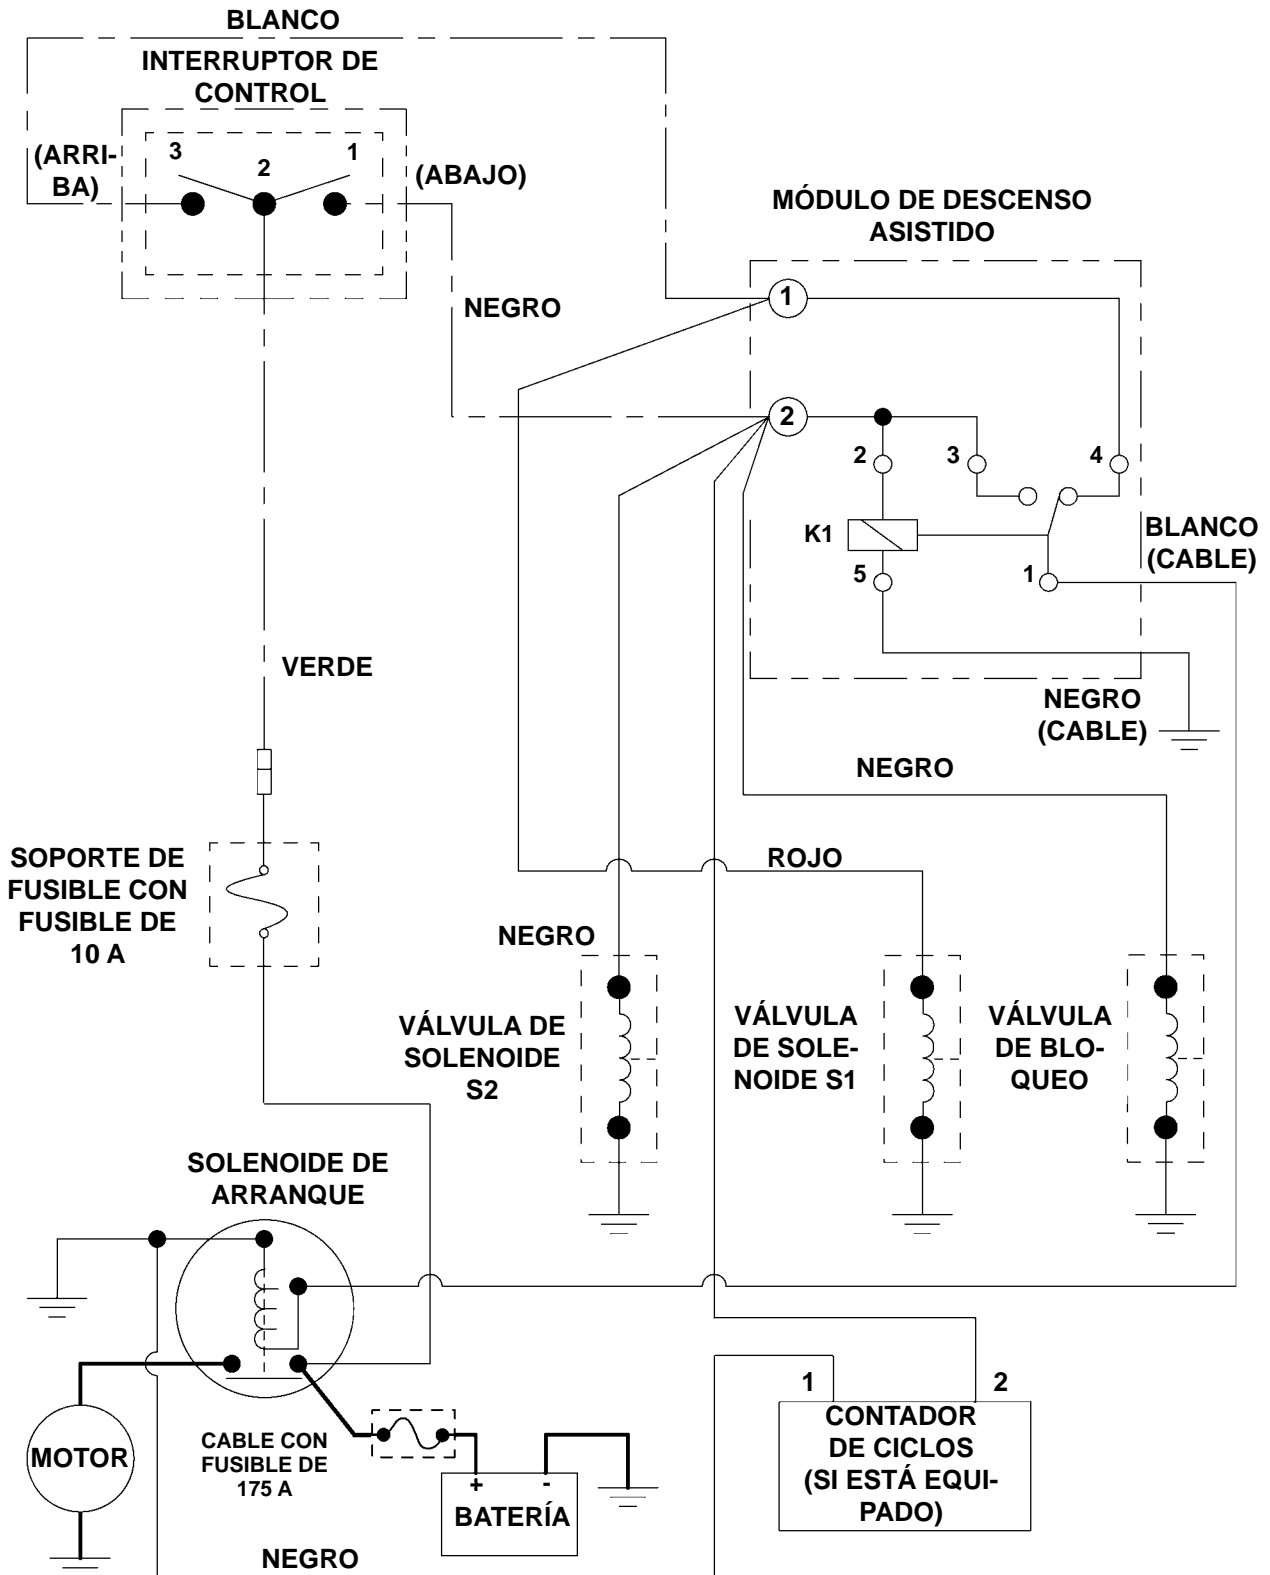 BLANCO
INTERRUPTOR DE
CONTROL
(ARRI-
BA)
3
2
1
(ABAJO)
MÓDULO DE DESCENSO
ASISTIDO
NEGRO
1
2
2
3
4
K1
5
1
BLANCO
(CABLE)
VERDE
NEGRO
(CABLE)
NEGRO
SOPORTE DE
FUSIBLE CON
FUSIBLE DE
10 A
ROJO
NEGRO
VÁLVULA DE
SOLENOIDE
S2
VÁLVULA
DE SOLE-
NOIDE S1
VÁLVULA
DE BLO-
QUEO
SOLENOIDE DE
ARRANQUE
MOTOR
CABLE CON
FUSIBLE DE
175 A
+ -
BATERÍA
1
2
CONTADOR
DE CICLOS
(SI ESTÁ EQUI-
PADO)
NEGRO